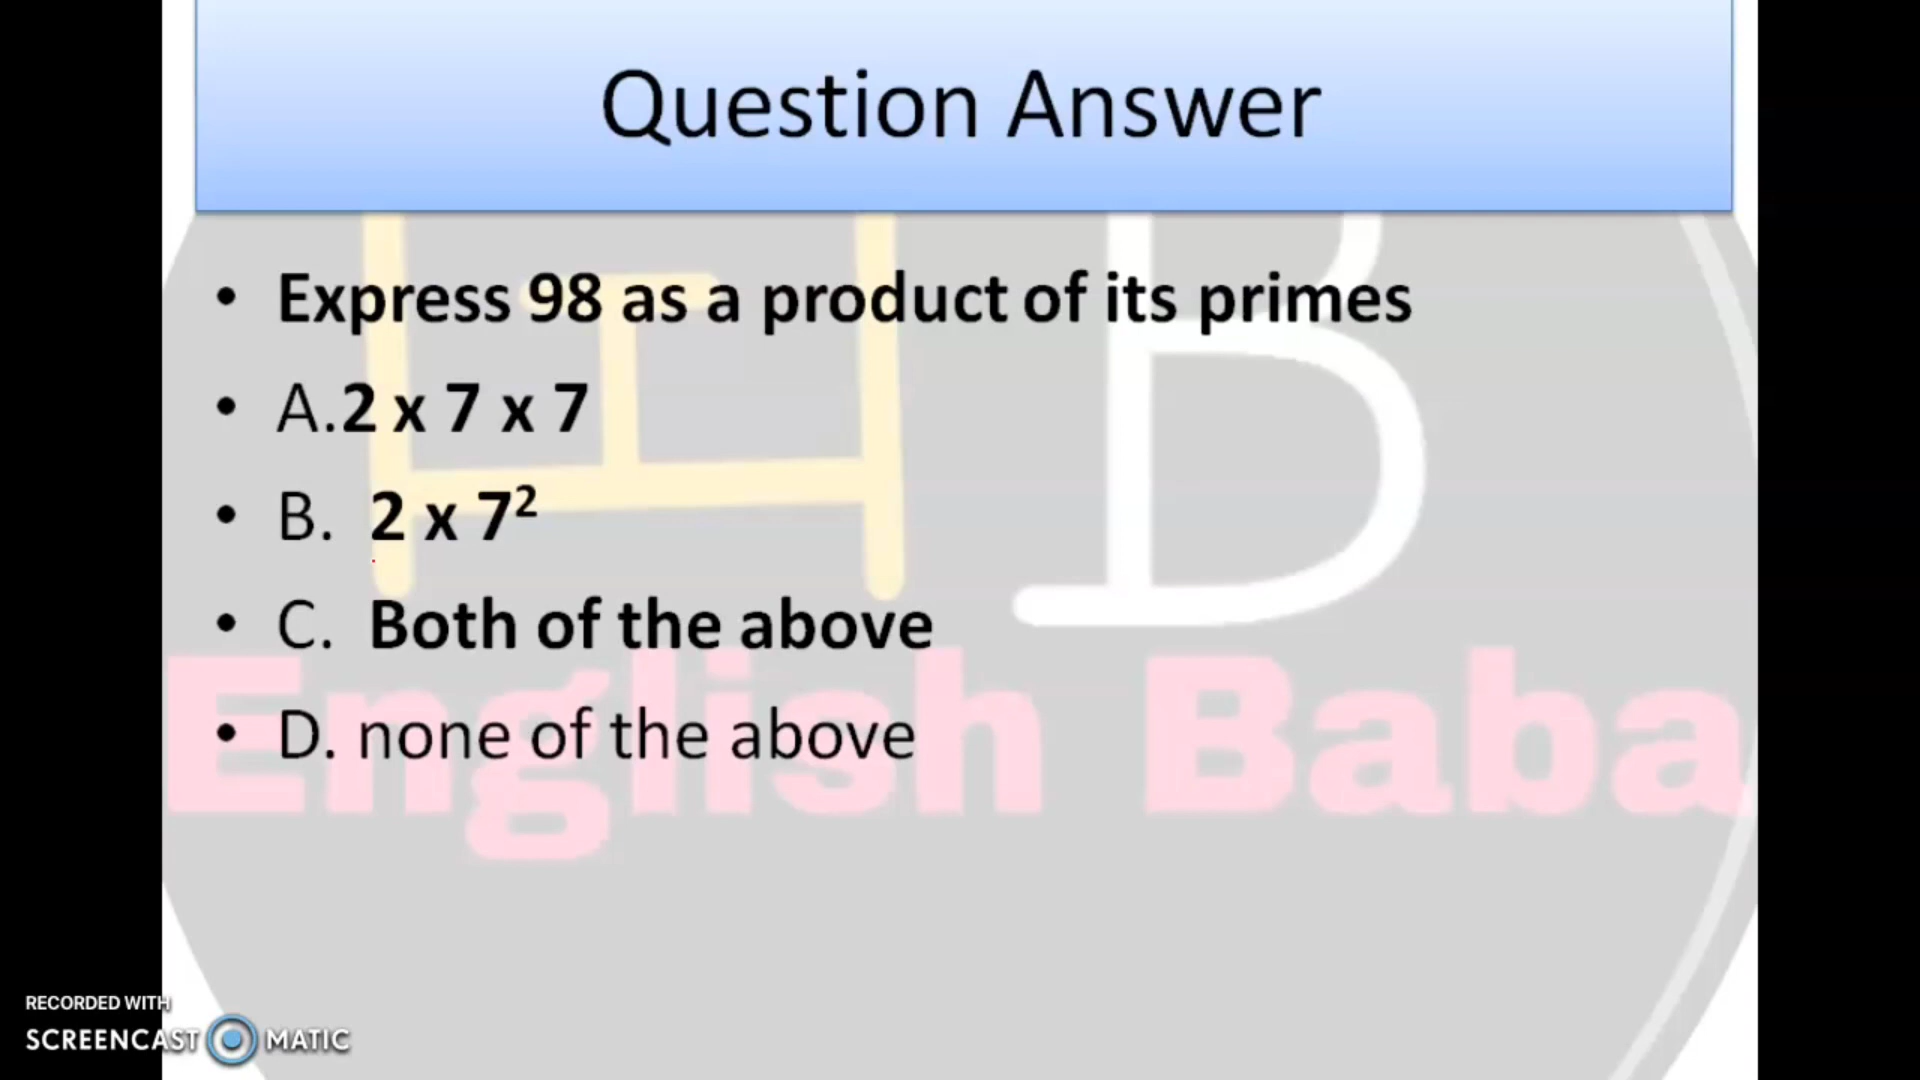 Question Answer
• Express 98 as a product of its primes
• A.2 x 7 x 7
• B. 2 x 7²
• C. Both of the above
• D. none of the above
English Baba
RECORDED WITH
SCREENCAST MATIC